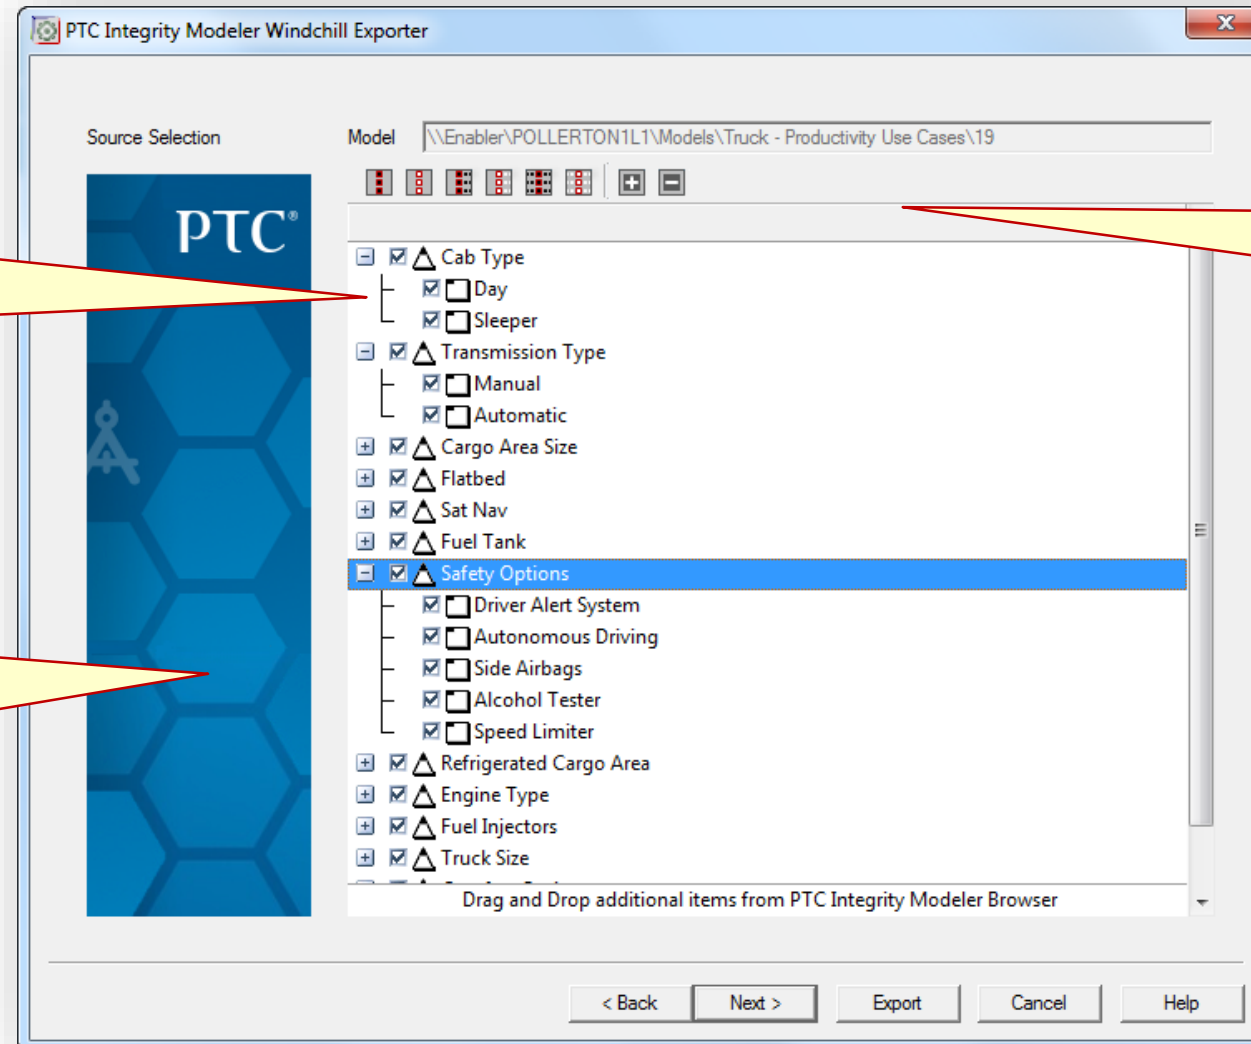 PTC Integrity Modeler Windchill Exporter
Source Selection
Model \\Enabler\POLLERTON1L1\Models\Truck - Productivity Use Cases\19
PTC®
Cab Type
Day
Sleeper
Transmission Type
Manual
Automatic
Cargo Area Size
Flatbed
Sat Nav
Fuel Tank
Safety Options
Driver Alert System
Autonomous Driving
Side Airbags
Alcohol Tester
Speed Limiter
Refrigerated Cargo Area
Engine Type
Fuel Injectors
Truck Size
Drag and Drop additional items from PTC Integrity Modeler Browser
< Back Next > Export Cancel Help